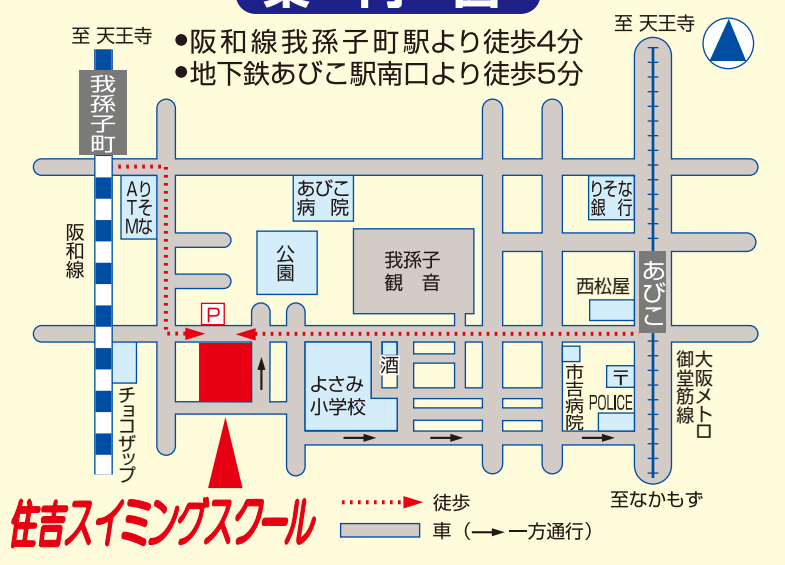 案内図
至 天王寺
•阪和線我孫子町駅より徒歩4分
•地下鉄あびこ駅南口より徒歩5分
至 天王寺
我孫子町
りそな
ATM
あびこ
病院
りそな
銀行
阪和線
公園
我孫子
観音
あびこ
西松屋
P
チョコザップ
よさみ
小学校
酒
市吉病院
〒
POLICE
大阪メトロ
御堂筋線
至なかもず
住吉スイミングスクール
徒歩
車（→一方通行）